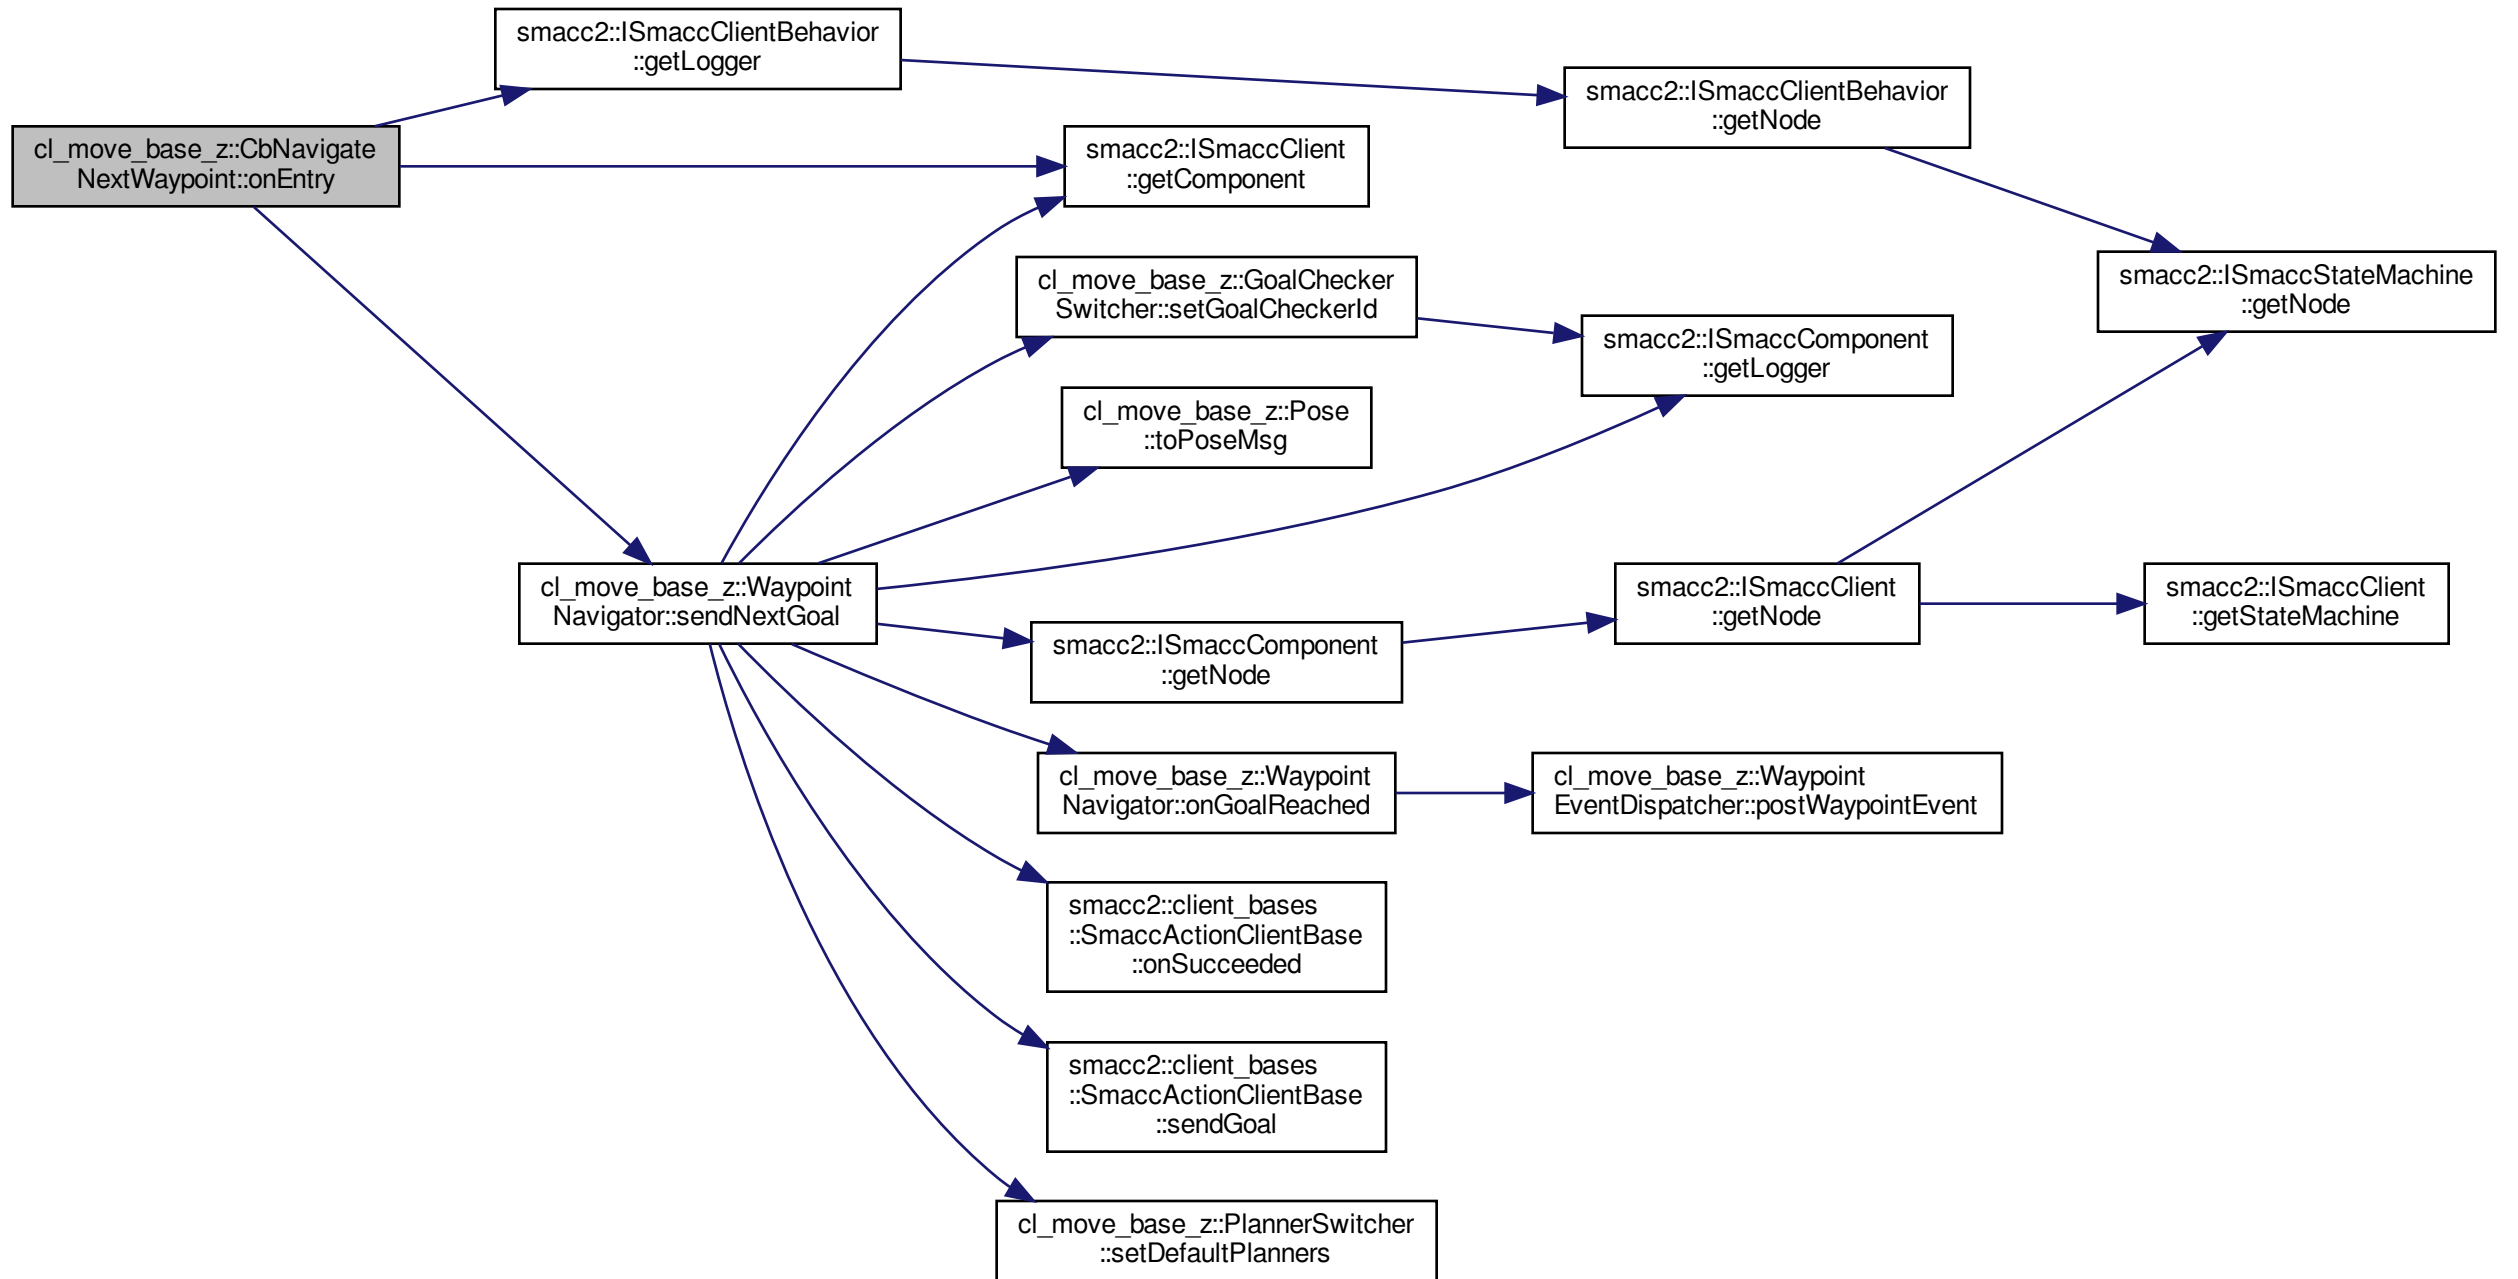 cl_move_base_z::CbNavigate
NextWaypoint::onEntry
smacc2::ISmaccClientBehavior
::getLogger
smacc2::ISmaccClientBehavior
::getNode
smacc2::ISmaccClient
::getComponent
smacc2::ISmaccStateMachine
::getNode
cl_move_base_z::GoalChecker
Switcher::setGoalCheckerId
smacc2::ISmaccComponent
::getLogger
cl_move_base_z::Pose
::toPoseMsg
cl_move_base_z::Waypoint
Navigator::sendNextGoal
smacc2::ISmaccClient
::getNode
smacc2::ISmaccClient
::getStateMachine
smacc2::ISmaccComponent
::getNode
cl_move_base_z::Waypoint
Navigator::onGoalReached
cl_move_base_z::Waypoint
EventDispatcher::postWaypointEvent
smacc2::client_bases
::SmaccActionClientBase
::onSucceeded
smacc2::client_bases
::SmaccActionClientBase
::sendGoal
cl_move_base_z::PlannerSwitcher
::setDefaultPlanners